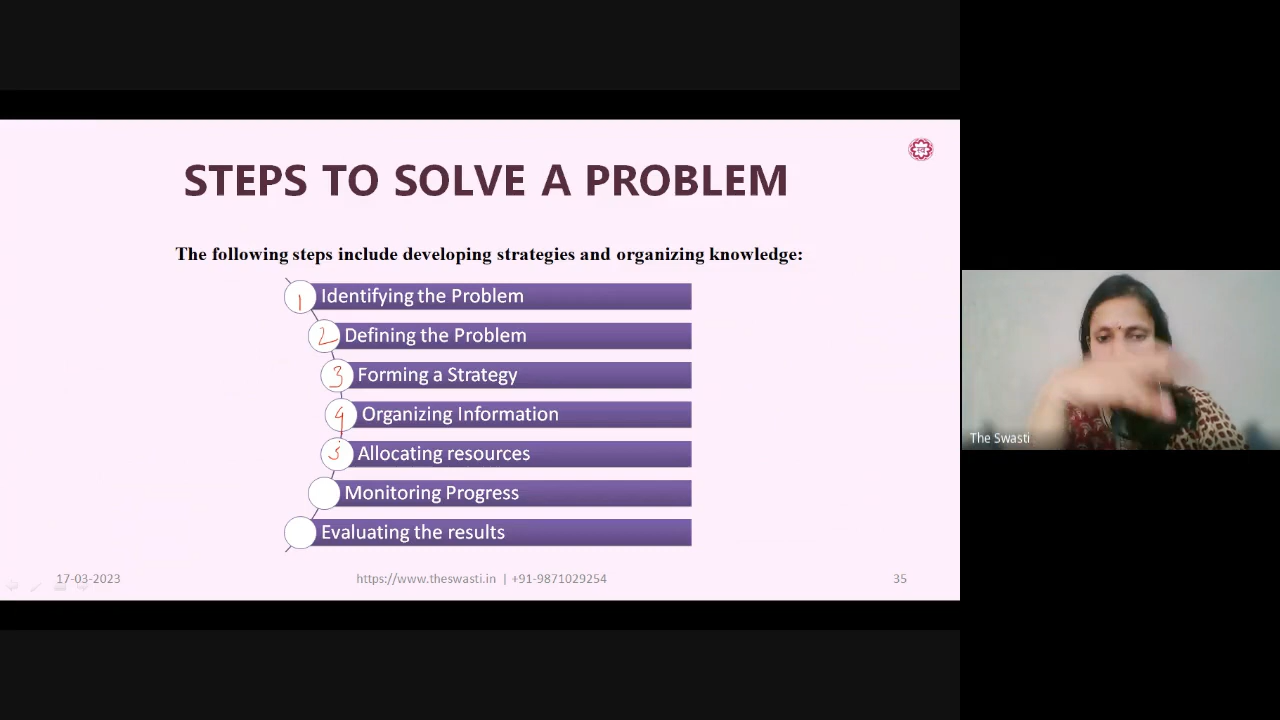 STEPS TO SOLVE A PROBLEM
The following steps include developing strategies and organizing knowledge:
1 Identifying the Problem
2 Defining the Problem
3 Forming a Strategy
4 Organizing Information
5 Allocating resources
Monitoring Progress
Evaluating the results
The Swasti
17-03-2023 https://www.theswasti.in | +91-9871029254 35